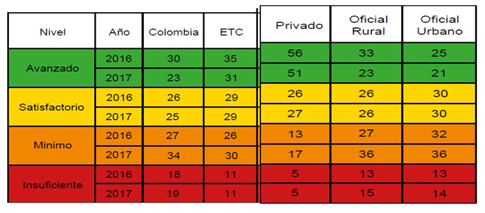 Nivel Año Colombia ETC Privado Oficial Rural Oficial Urbano
Avanzado 2016 30 35 56 33 25
2017 23 31 51 23 21
Satisfactorio 2016 26 29 26 26 30
2017 25 29 27 26 30
Minimo 2016 27 26 13 27 32
2017 34 30 17 36 36
Insuficiente 2016 18 11 5 13 13
2017 19 11 5 15 14